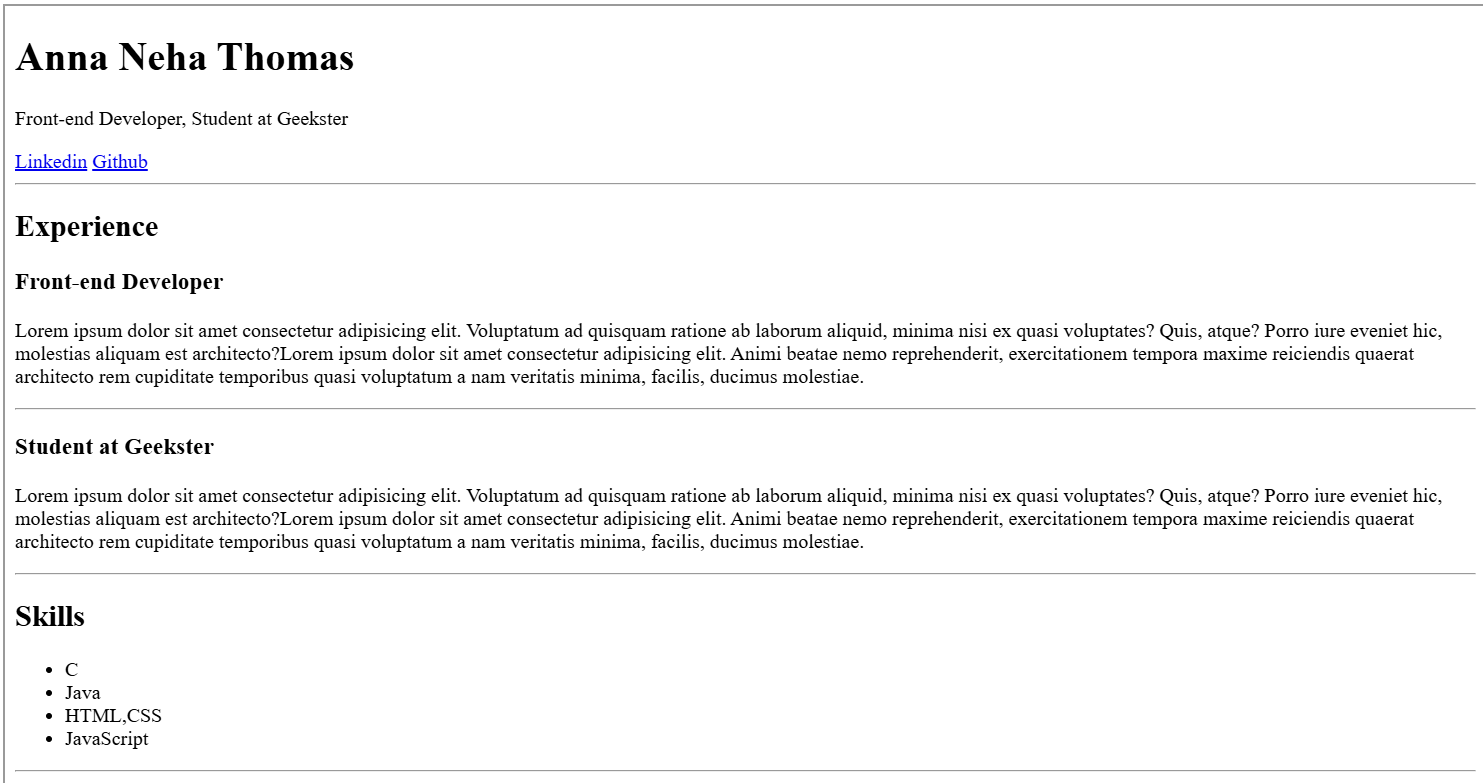 Anna Neha Thomas
Front-end Developer, Student at Geekster
Linkedin Github
Experience
Front-end Developer
Lorem ipsum dolor sit amet consectetur adipisicing elit. Voluptatum ad quisquam ratione ab laborum aliquid, minima nisi ex quasi voluptates? Quis, atque? Porro iure eveniet hic,
molestias aliquam est architecto?Lorem ipsum dolor sit amet consectetur adipisicing elit. Animi beatae nemo reprehenderit, exercitationem tempora maxime reiciendis quaerat
architecto rem cupiditate temporibus quasi voluptatum a nam veritatis minima, facilis, ducimus molestiae.
Student at Geekster
Lorem ipsum dolor sit amet consectetur adipisicing elit. Voluptatum ad quisquam ratione ab laborum aliquid, minima nisi ex quasi voluptates? Quis, atque? Porro iure eveniet hic,
molestias aliquam est architecto?Lorem ipsum dolor sit amet consectetur adipisicing elit. Animi beatae nemo reprehenderit, exercitationem tempora maxime reiciendis quaerat
architecto rem cupiditate temporibus quasi voluptatum a nam veritatis minima, facilis, ducimus molestiae.
Skills
• C
• Java
• HTML,CSS
• JavaScript